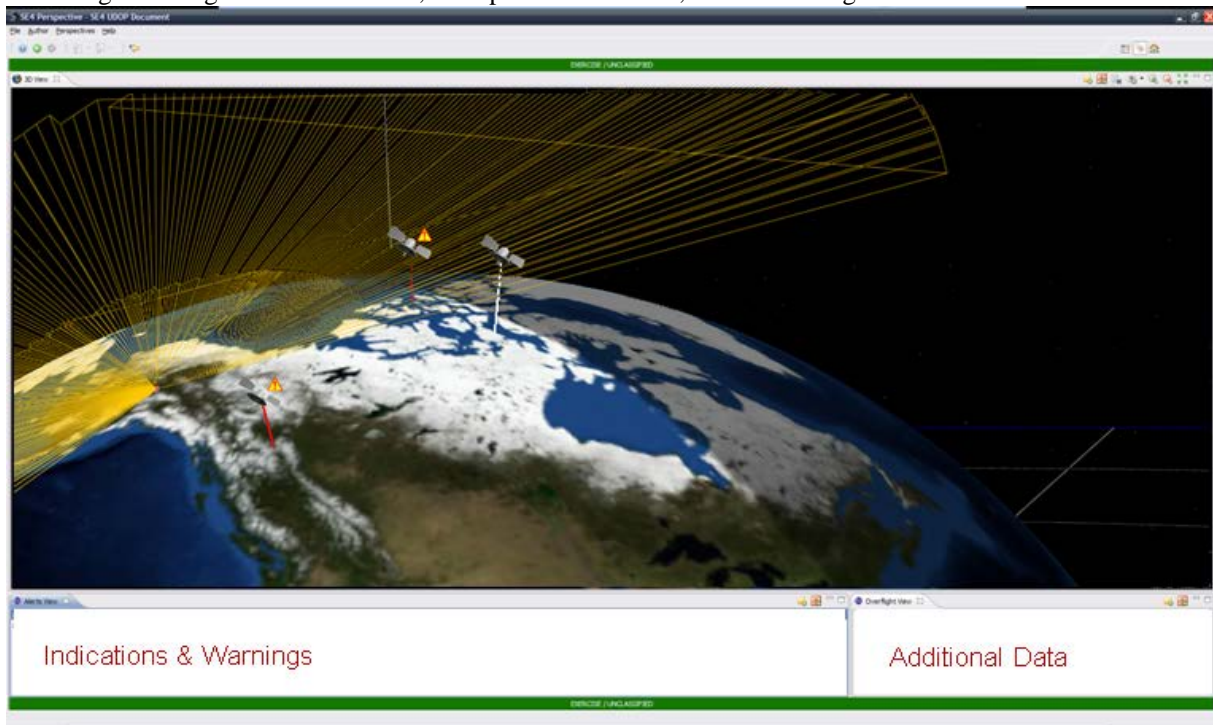 SE4 Perspective - SE4 UDOP Document
File Author Perspectives Help
EXERCISE / UNCLASSIFIED
3D View
Alerts View
Overflight View
Indications & Warnings
Additional Data
EXERCISE / UNCLASSIFIED